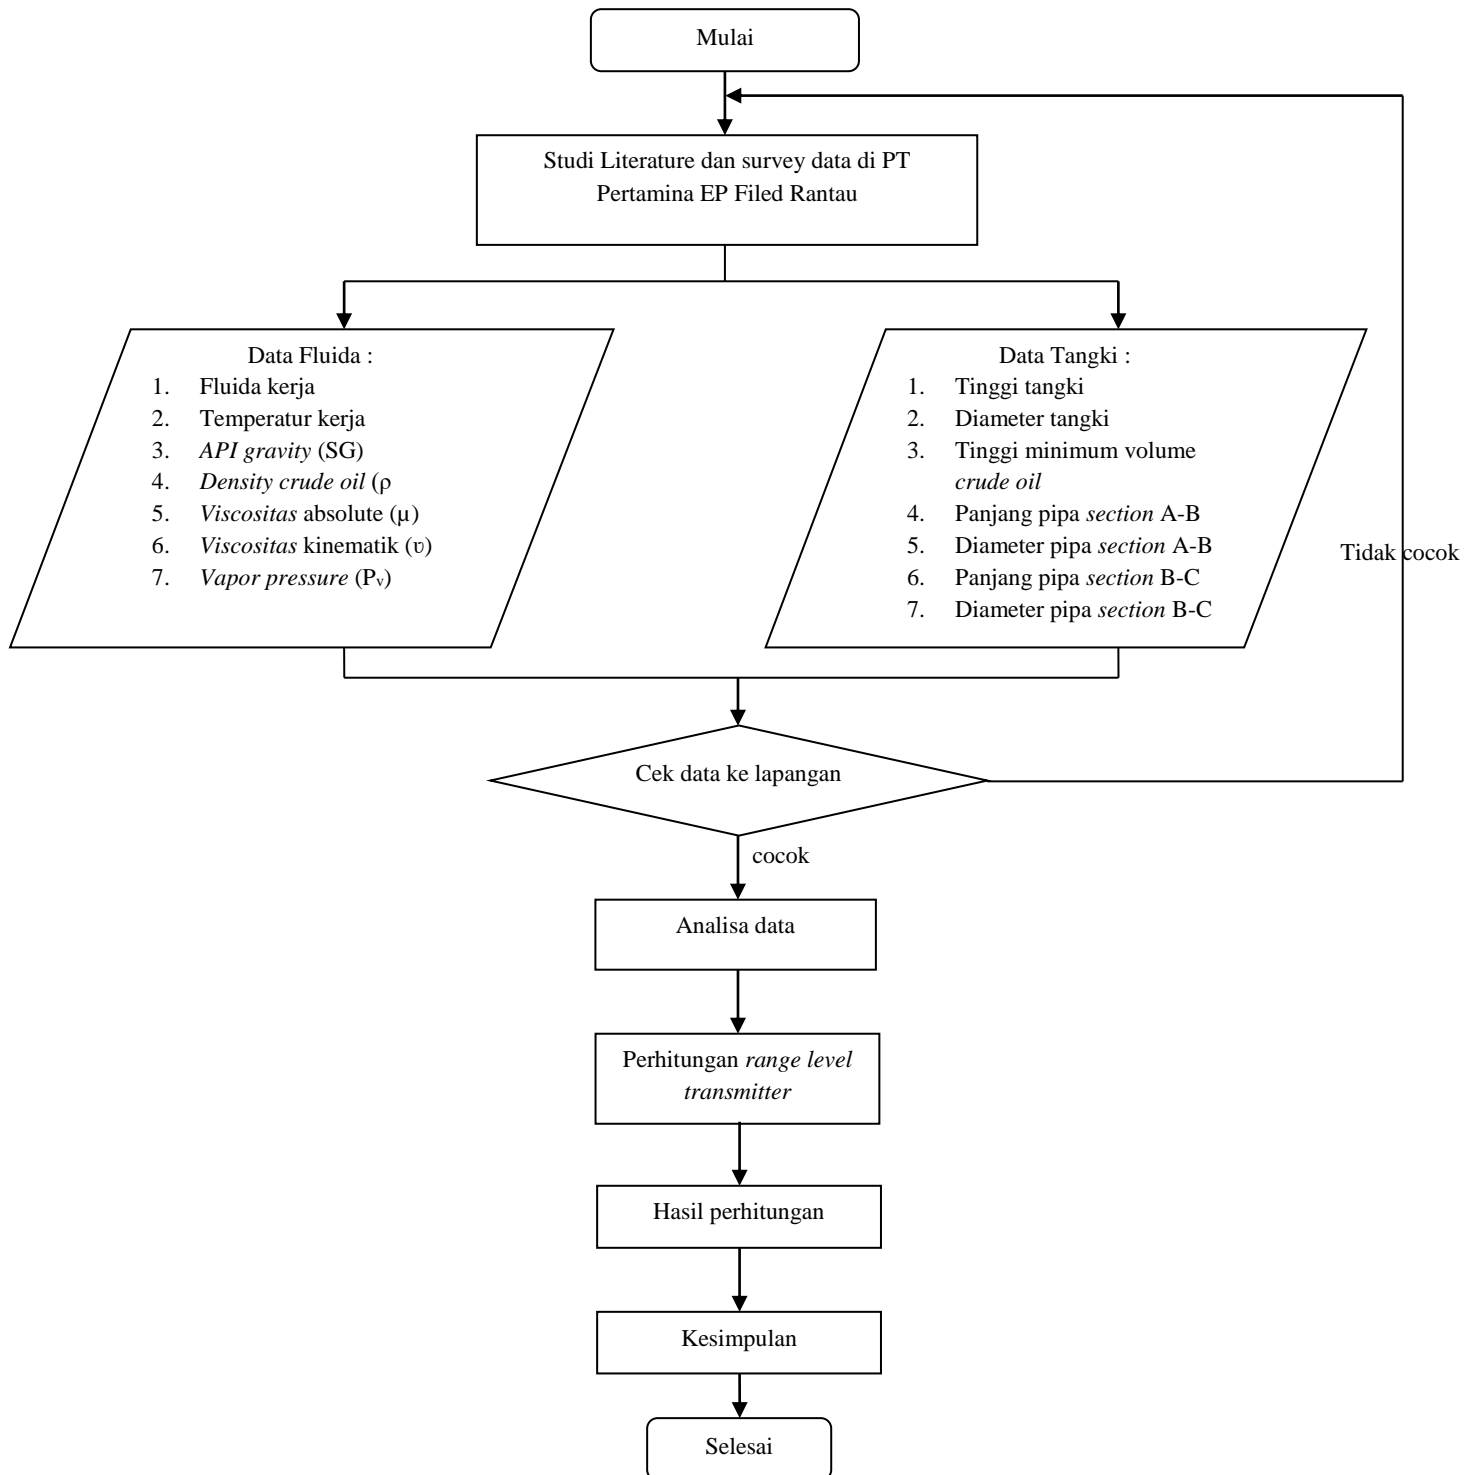 Mulai
Studi Literature dan survey data di PT
Pertamina EP Filed Rantau
Data Fluida :
1. Fluida kerja
2. Temperatur kerja
3. API gravity (SG)
4. Density crude oil (ρ
5. Viscositas absolute (µ)
6. Viscositas kinematik (ʋ)
7. Vapor pressure (Pᵥ)
Data Tangki :
1. Tinggi tangki
2. Diameter tangki
3. Tinggi minimum volume
crude oil
4. Panjang pipa section A-B
5. Diameter pipa section A-B
6. Panjang pipa section B-C
7. Diameter pipa section B-C
Tidak cocok
Cek data ke lapangan
cocok
Analisa data
Perhitungan range level
transmitter
Hasil perhitungan
Kesimpulan
Selesai